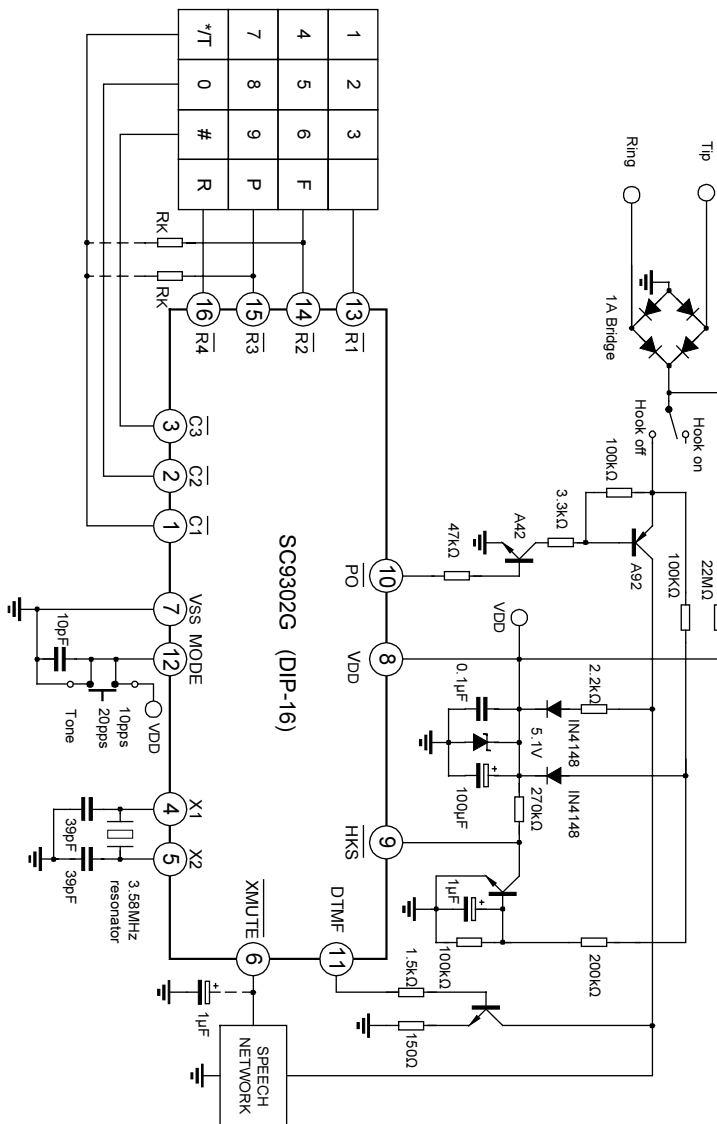 22MΩ
Tip
Hook on
100KΩ
Ring
Hook off
A92
1A Bridge
100kΩ
2.2kΩ
200kΩ
3.3kΩ
IN4148
IN4148
270kΩ
A42
VDD
5.1V
47kΩ
0.1μF
100μF
1μF
100kΩ
1.5kΩ
150Ω
10
8
9
PO
VDD
HKS
1
2
3
13
R1
DTMF
11
4
5
6
F
14
R2
SC9302G (DIP-16)
7
8
9
P
15
R3
XMUTE
6
SPEECH
NETWORK
*/T
0
#
R
16
R4
1μF
RK
RK
C3
C2
C1
VSS
MODE
X1
X2
3
2
1
7
12
4
5
10pF
VDD
10pps
20pps
Tone
39pF
39pF
3.58MHz
resonator